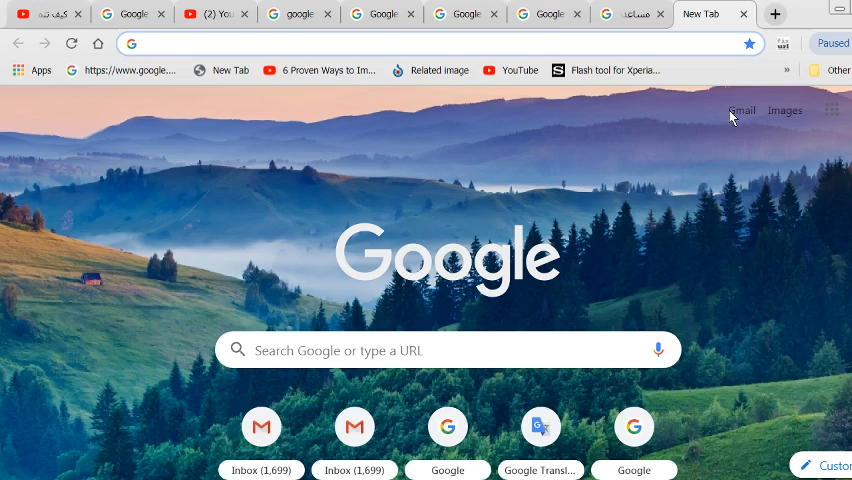 كيف تتم
Google
(2) You
google
Google
Google
Google
مساعد
New Tab
Paused
Apps
https://www.google....
New Tab
6 Proven Ways to Im...
Related image
YouTube
Flash tool for Xperia...
»
Other
Gmail
Images
Google
Search Google or type a URL
Inbox (1,699)
Inbox (1,699)
Google
Google Transl...
Google
Custor